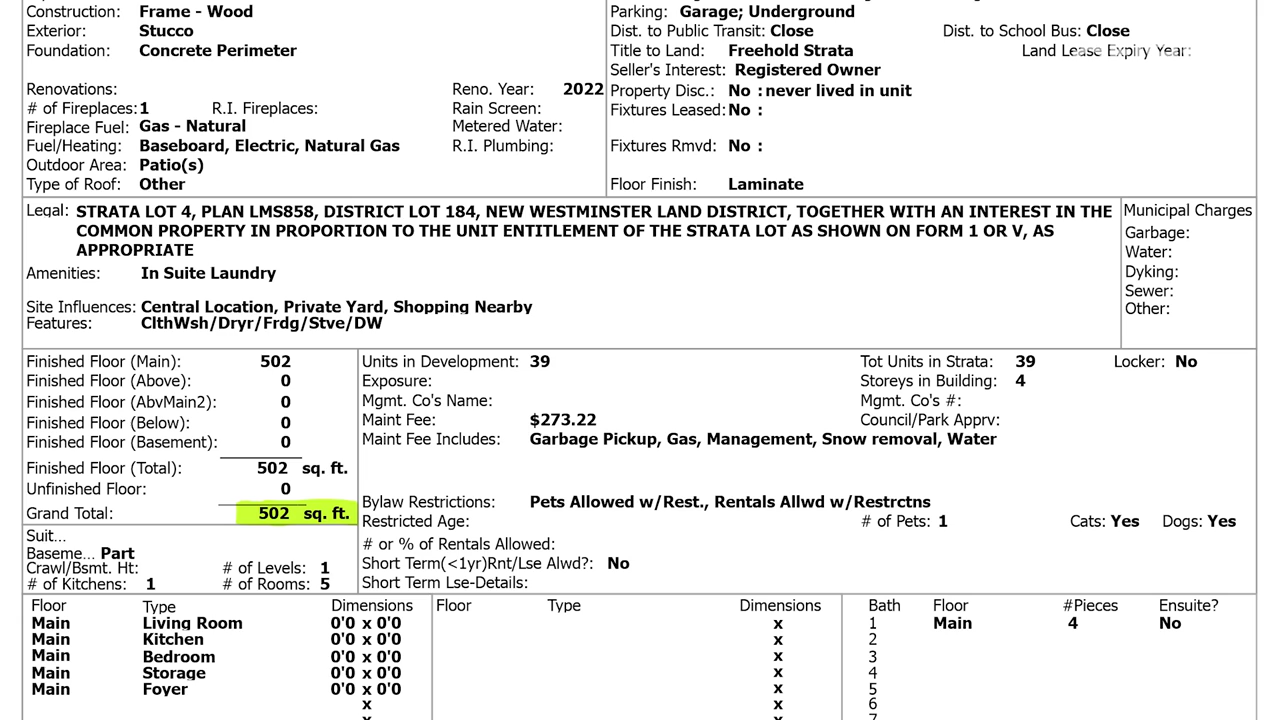 Construction: Frame - Wood
Exterior: Stucco
Foundation: Concrete Perimeter
Renovations: Reno. Year: 2022
# of Fireplaces: 1 R.I. Fireplaces: Rain Screen:
Fireplace Fuel: Gas - Natural Metered Water:
Fuel/Heating: Baseboard, Electric, Natural Gas R.I. Plumbing:
Outdoor Area: Patio(s)
Type of Roof: Other
Parking: Garage; Underground
Dist. to Public Transit: Close Dist. to School Bus: Close
Title to Land: Freehold Strata Land Lease Expiry Year:
Seller's Interest: Registered Owner
Property Disc.: No : never lived in unit
Fixtures Leased: No :
Fixtures Rmvd: No :
Floor Finish: Laminate
Legal: STRATA LOT 4, PLAN LMS858, DISTRICT LOT 184, NEW WESTMINSTER LAND DISTRICT, TOGETHER WITH AN INTEREST IN THE
COMMON PROPERTY IN PROPORTION TO THE UNIT ENTITLEMENT OF THE STRATA LOT AS SHOWN ON FORM 1 OR V, AS
APPROPRIATE
Amenities: In Suite Laundry
Site Influences: Central Location, Private Yard, Shopping Nearby
Features: ClthWsh/Dryr/Frdg/Stve/DW
Municipal Charges
Garbage:
Water:
Dyking:
Sewer:
Other:
Finished Floor (Main): 502
Finished Floor (Above): 0
Finished Floor (AbvMain2): 0
Finished Floor (Below): 0
Finished Floor (Basement): 0
Finished Floor (Total): 502 sq. ft.
Unfinished Floor: 0
Grand Total: 502 sq. ft.
Suit...
Baseme... Part
Crawl/Bsmt. Ht: # of Levels: 1
# of Kitchens: 1 # of Rooms: 5
Units in Development: 39 Tot Units in Strata: 39 Locker: No
Exposure: Storeys in Building: 4
Mgmt. Co's Name: Mgmt. Co's #:
Maint Fee: $273.22 Council/Park Apprv:
Maint Fee Includes: Garbage Pickup, Gas, Management, Snow removal, Water
Bylaw Restrictions: Pets Allowed w/Rest., Rentals Allwd w/Restrctns
Restricted Age: # of Pets: 1 Cats: Yes Dogs: Yes
# or % of Rentals Allowed:
Short Term(<1yr)Rnt/Lse Alwd?: No
Short Term Lse-Details:
Floor Type Dimensions Floor Type Dimensions Bath Floor #Pieces Ensuite?
Main Living Room 0'0 x 0'0 x 1 Main 4 No
Main Kitchen 0'0 x 0'0 x 2
Main Bedroom 0'0 x 0'0 x 3
Main Storage 0'0 x 0'0 x 4
Main Foyer 0'0 x 0'0 x 5
x x 6
x x 7